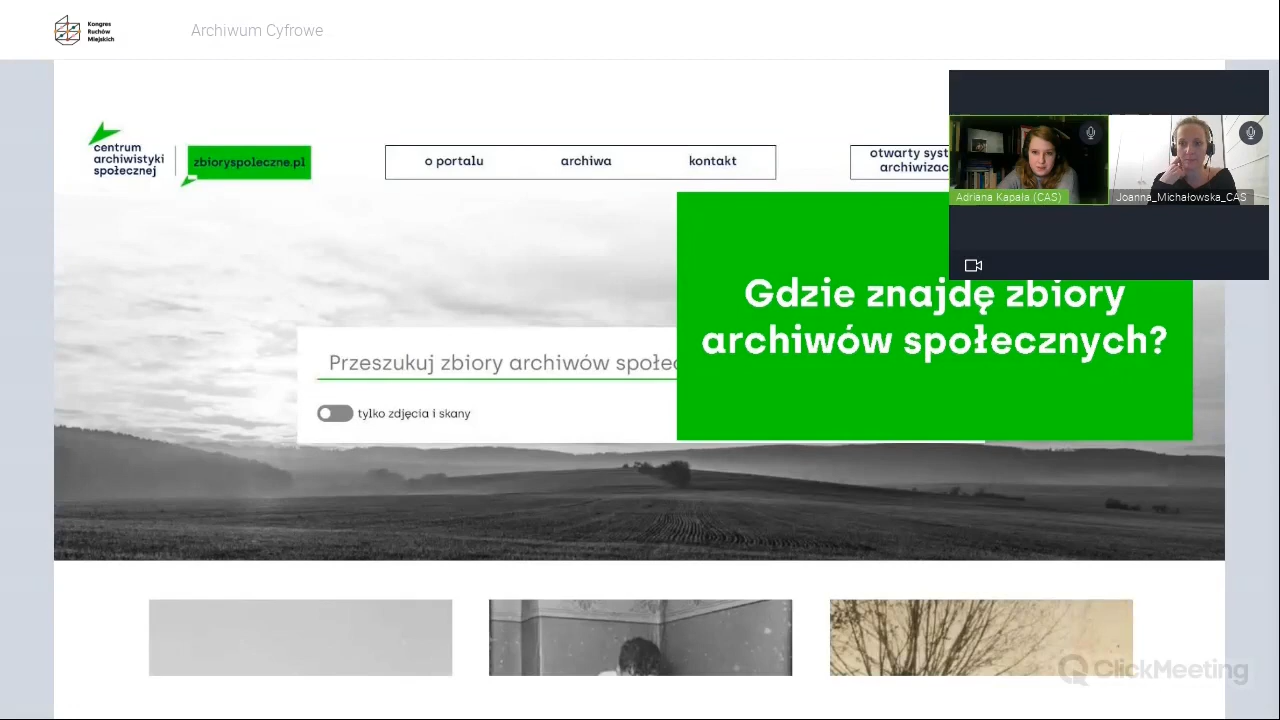 Kongres
Ruchów
Miejskich
Archiwum Cyfrowe
centrum
archiwistyki
społecznej
zbioryspoleczne.pl
o portalu
archiwa
kontakt
otwarty syst
archiwizac
Adriana Kapała (CAS)
Joanna_Michałowska_CAS
Gdzie znajdę zbiory
archiwów społecznych?
Przeszukuj zbiory archiwów społec
tylko zdjęcia i skany
ClickMeeting